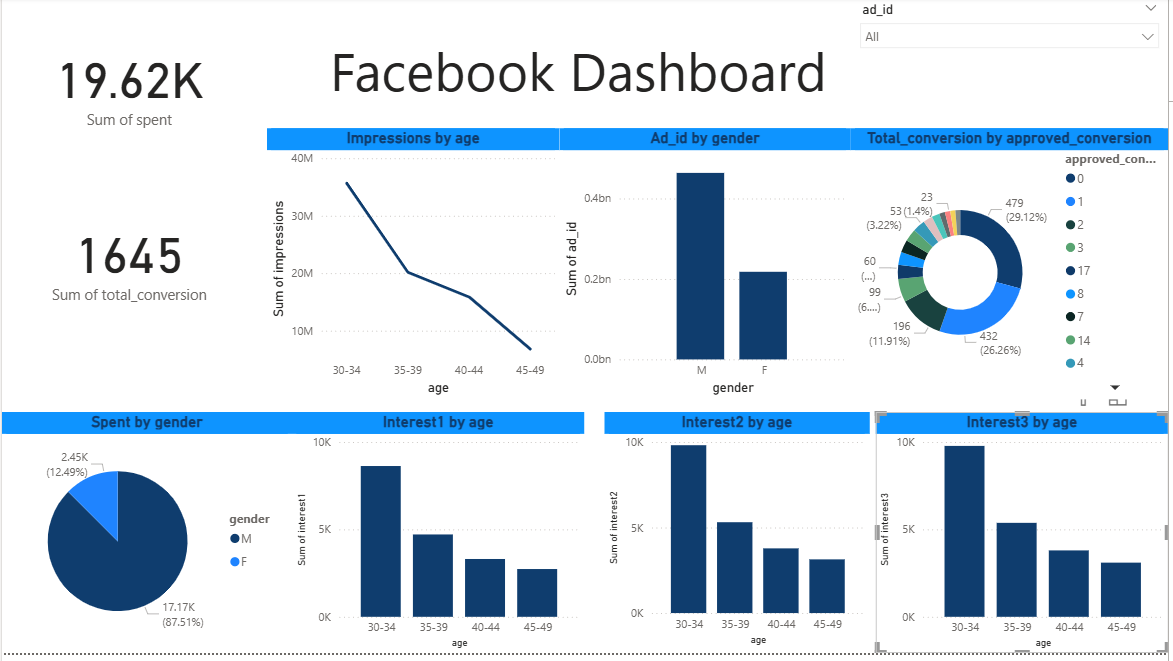 ad_id
All
19.62K
Sum of spent
Facebook Dashboard
1645
Sum of total_conversion
Impressions by age
40M
30M
20M
10M
Sum of impressions
30-34 35-39 40-44 45-49
age
Ad_id by gender
0.4bn
0.2bn
0.0bn
Sum of ad_id
M F
gender
Total_conversion by approved_conversion
479
(29.12%)
432
(26.26%)
196
(11.91%)
99
(6....)
60
(...)
53
(3.22%)
23
(1.4%)
approved_con...
0
1
2
3
17
8
7
14
4
Spent by gender
2.45K
(12.49%)
17.17K
(87.51%)
gender
M
F
Interest1 by age
10K
5K
0K
Sum of interest1
30-34 35-39 40-44 45-49
age
Interest2 by age
10K
5K
0K
Sum of interest2
30-34 35-39 40-44 45-49
age
Interest3 by age
10K
5K
0K
Sum of interest3
30-34 35-39 40-44 45-49
age